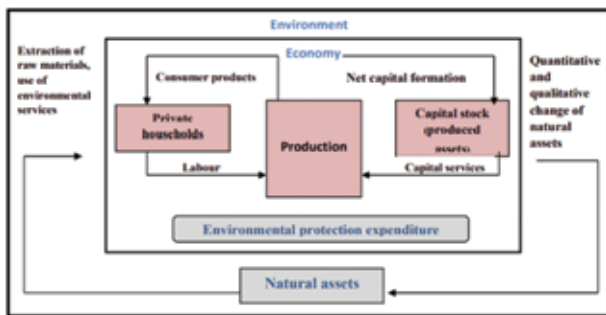 Environment
Extraction of
raw materials,
use of
environmental
services
Economy
Consumer products
Net capital formation
Private
households
Production
Capital stock
(produced
assets)
Labour
Capital services
Environmental protection expenditure
Quantitative
and
qualitative
change of
natural
assets
Natural assets